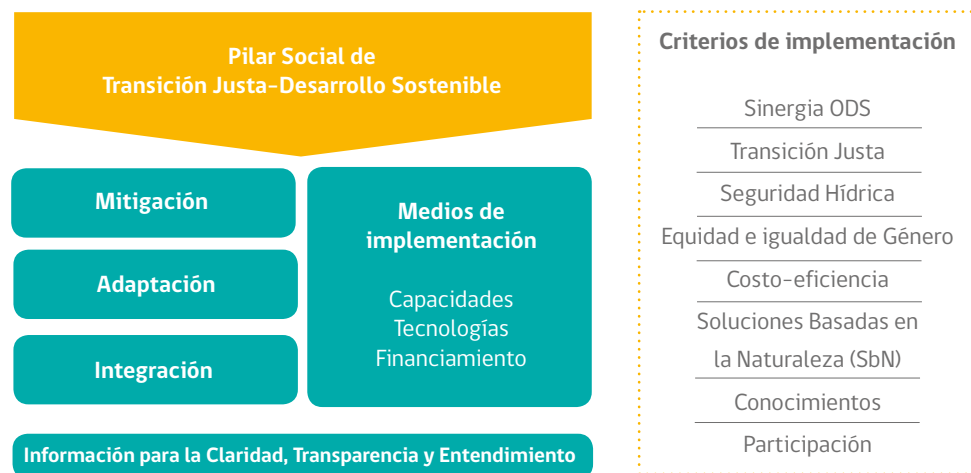 Pilar Social de
Transición Justa-Desarrollo Sostenible
Mitigación
Adaptación
Integración
Medios de
implementación
Capacidades
Tecnologías
Financiamiento
Información para la Claridad, Transparencia y Entendimiento
Criterios de implementación
Sinergia ODS
Transición Justa
Seguridad Hídrica
Equidad e igualdad de Género
Costo-eficiencia
Soluciones Basadas en
la Naturaleza (SbN)
Conocimientos
Participación